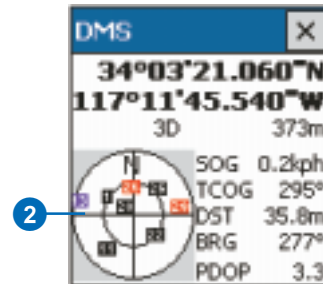 DMS
34°03'21.060"N
117°11'45.540"W
3D 373m
N
SOG 0.2kph
TCOG 295°
DST 35.8m
BRG 277°
PDOP 3.3
2